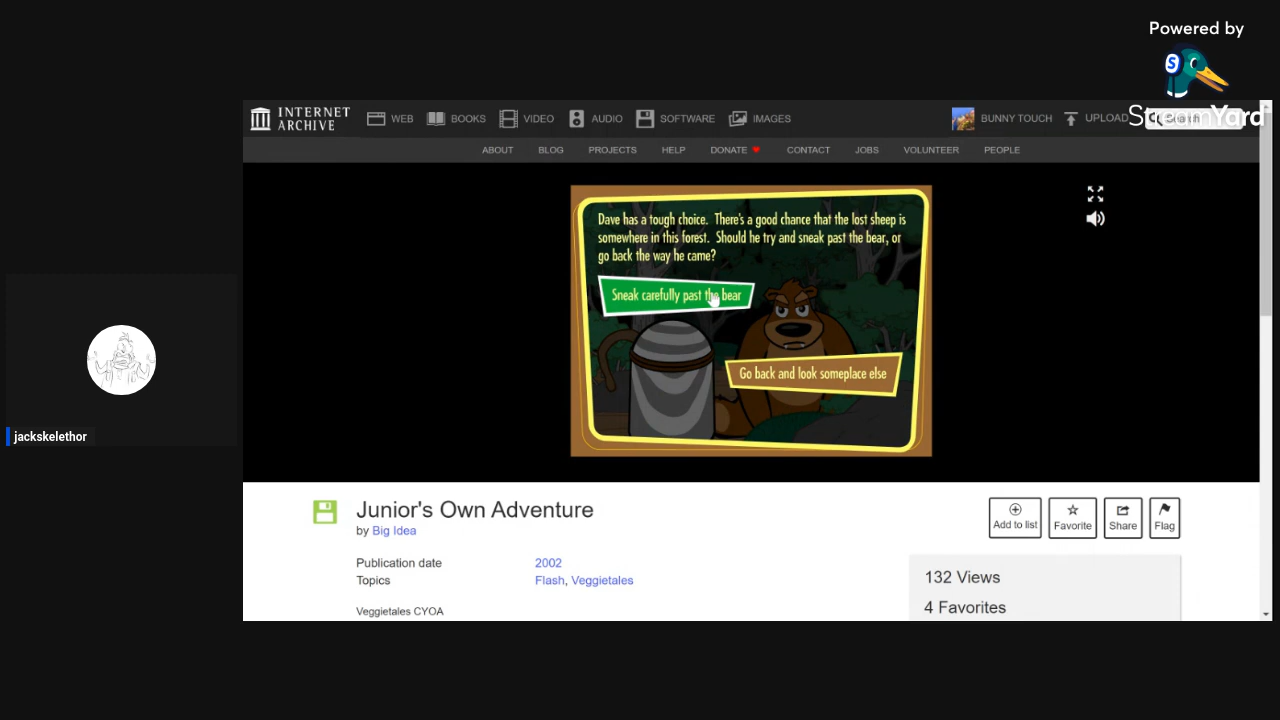 Powered by
S
StreamYard
INTERNET ARCHIVE
WEB BOOKS VIDEO AUDIO SOFTWARE IMAGES
BUNNY TOUCH UPLOAD Search
ABOUT BLOG PROJECTS HELP DONATE CONTACT JOBS VOLUNTEER PEOPLE
Dave has a tough choice. There's a good chance that the lost sheep is
somewhere in this forest. Should he try and sneak past the bear, or
go back the way he came?
Sneak carefully past the bear
Go back and look someplace else
jackskelethor
Junior's Own Adventure
by Big Idea
Add to list
Favorite
Share
Flag
Publication date 2002
Topics Flash, Veggietales
Veggietales CYOA
132 Views
4 Favorites